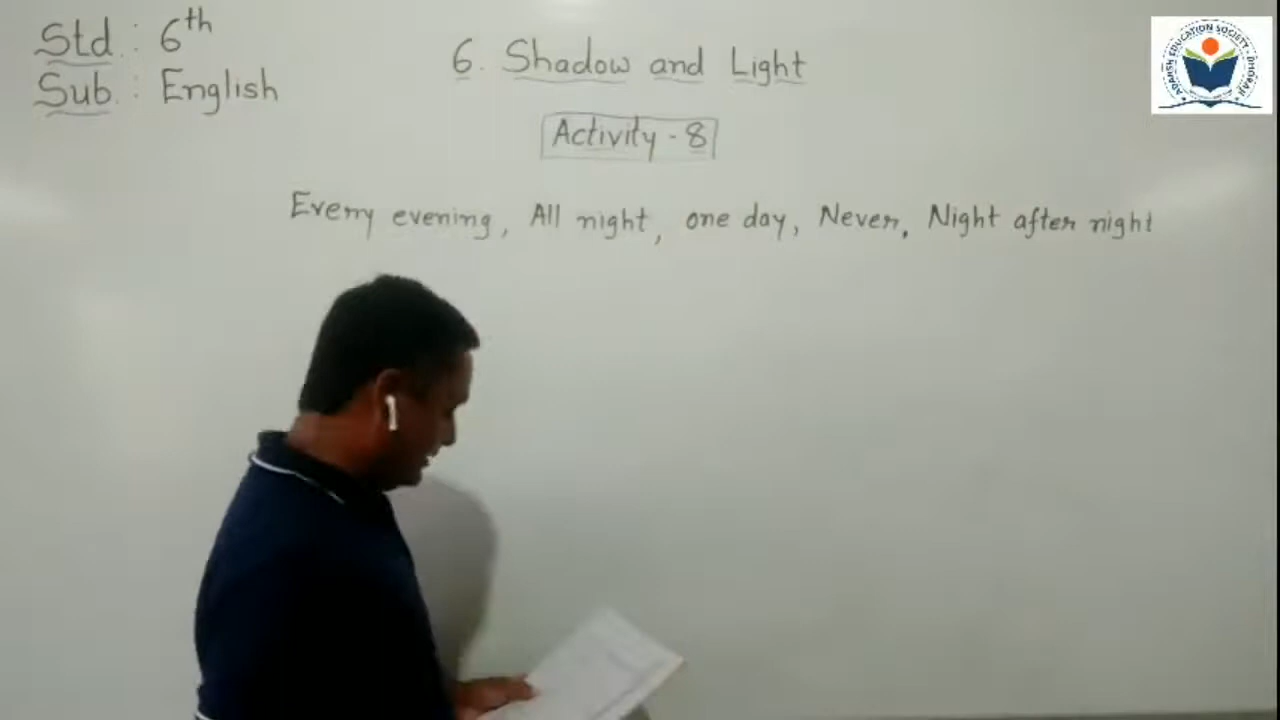 Std : 6th
Sub : English
6. Shadow and Light
Activity - 8
Every evening, All night, one day, Never, Night after night
ADARSH EDUCATION SOCIETY - DHORAJI